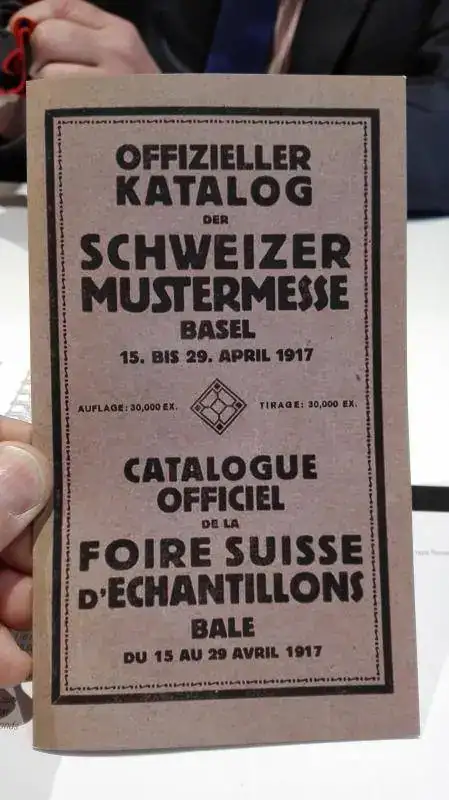 OFFIZIELLER
KATALOG
DER
SCHWEIZER
MUSTERMESSE
BASEL
15. BIS 29. APRIL 1917
AUFLAGE: 30,000 EX. TIRAGE: 30,000 EX.
CATALOGUE
OFFICIEL
DE LA
FOIRE SUISSE
D'ECHANTILLONS
BALE
DU 15 AU 29 AVRIL 1917